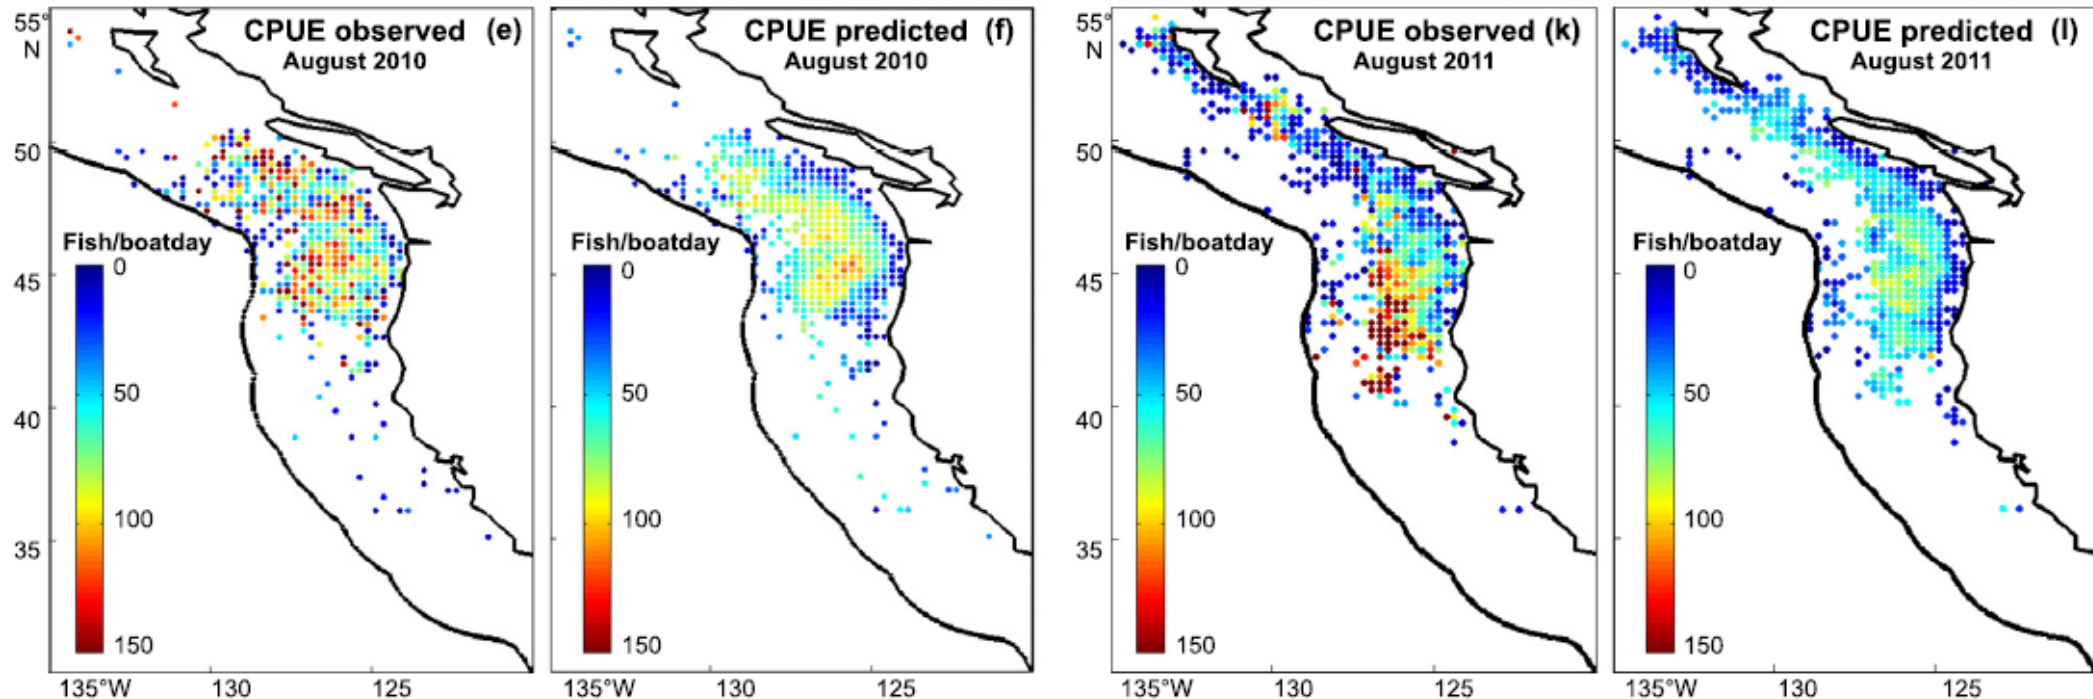 55°
N
50
45
40
35
CPUE observed (e)
August 2010
Fish/boatday
0
50
100
150
135°W 130 125
CPUE predicted (f)
August 2010
Fish/boatday
0
50
100
150
135°W 130 125
55°
N
50
45
40
35
CPUE observed (k)
August 2011
Fish/boatday
0
50
100
150
135°W 130 125
CPUE predicted (l)
August 2011
Fish/boatday
0
50
100
150
135°W 130 125